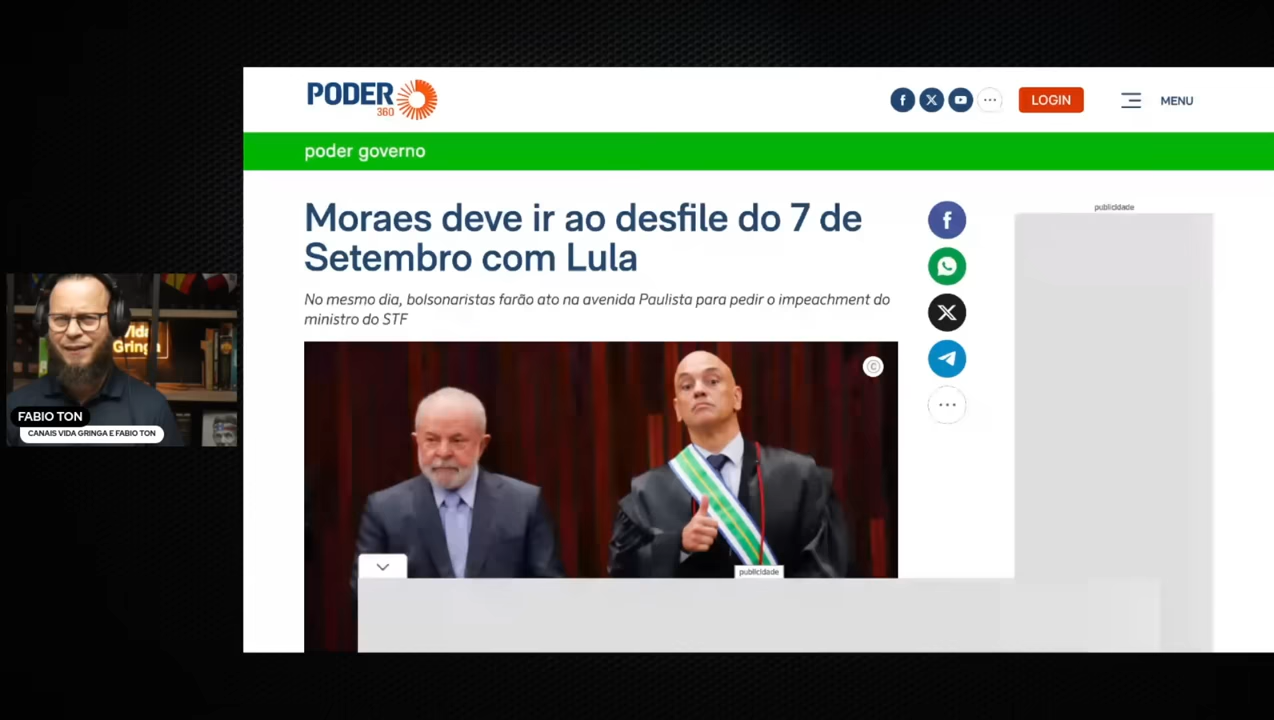 PODER
360
LOGIN
MENU
poder governo
publicidade
Moraes deve ir ao desfile do 7 de
Setembro com Lula
No mesmo dia, bolsonaristas farão ato na avenida Paulista para pedir o impeachment do
ministro do STF
©
Vida
Gringa
FABIO TON
CANAIS VIDA GRINGA E FABIO TON
publicidade